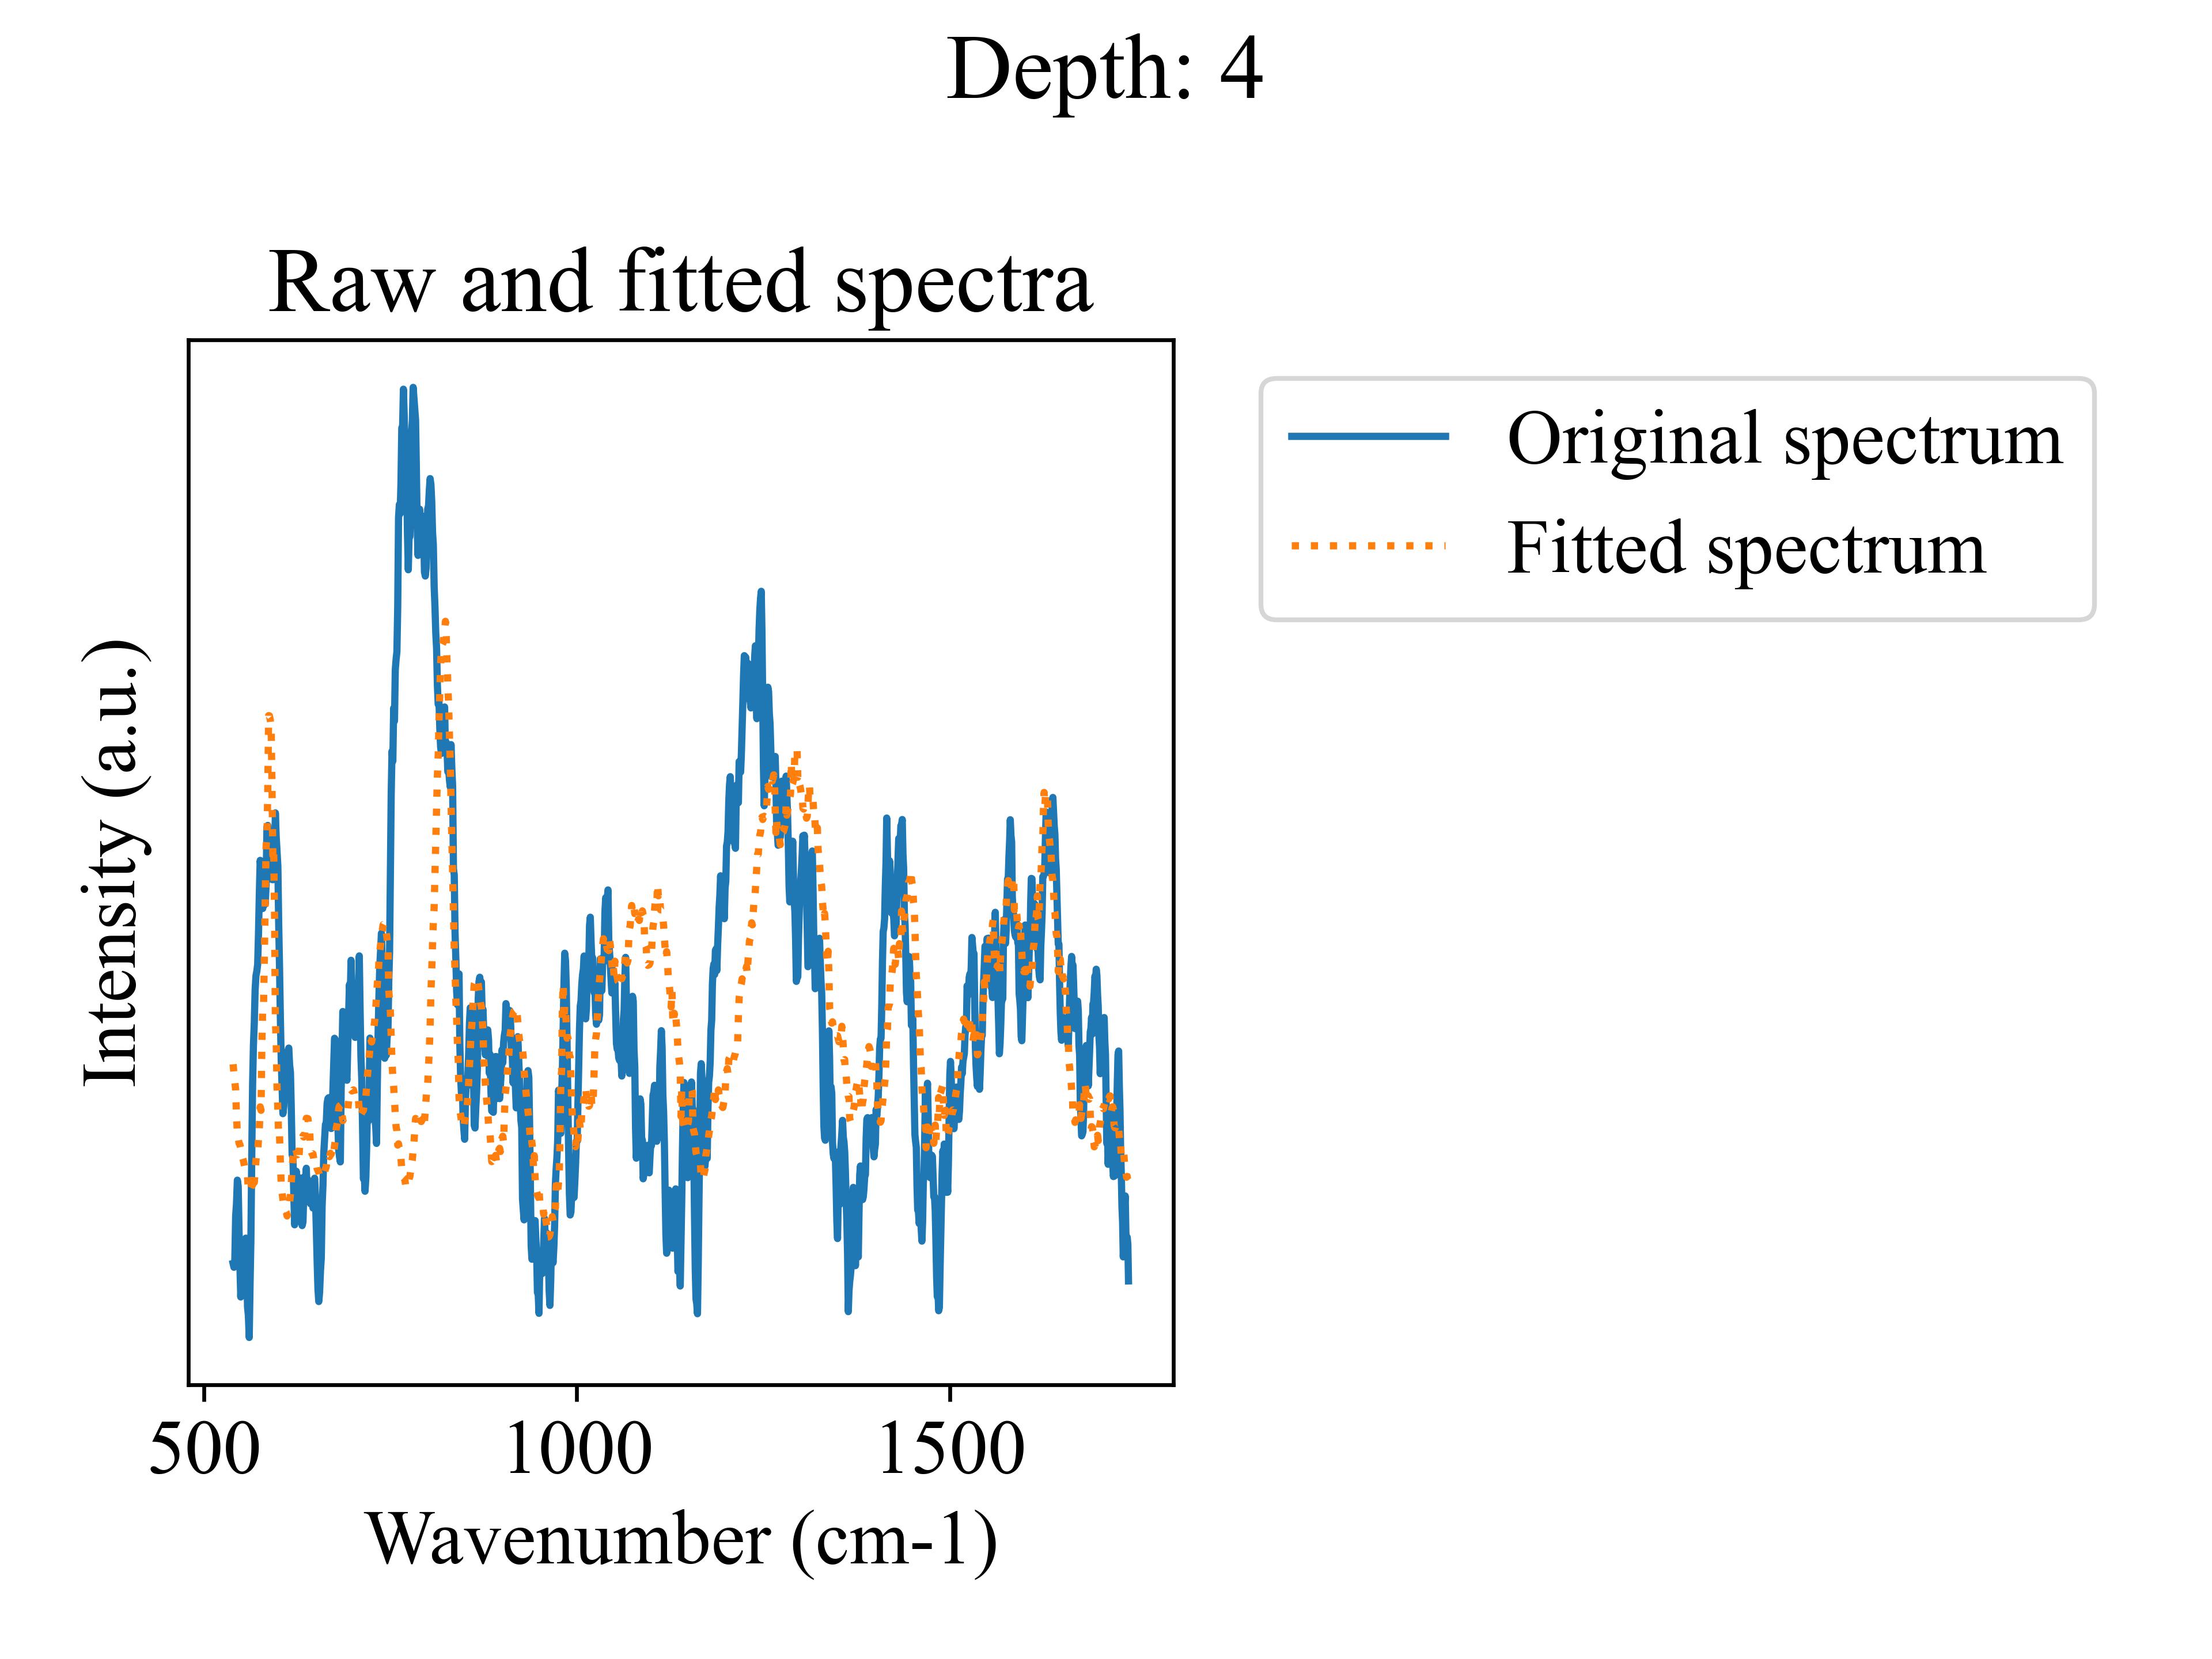 Depth: 4
Raw and fitted spectra
Original spectrum
Fitted spectrum
Intensity (a.u.)
500
1000
1500
Wavenumber (cm-1)